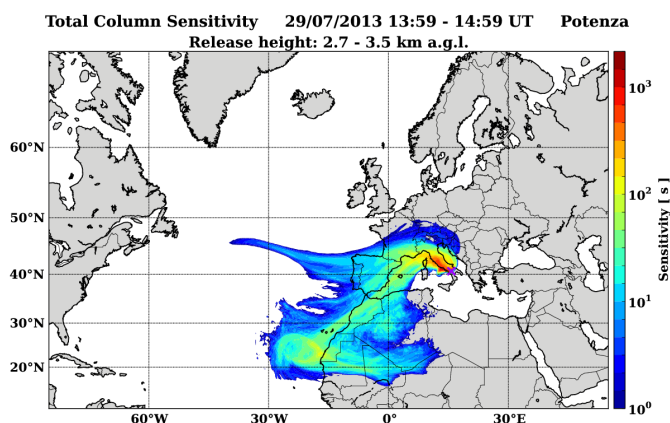 Total Column Sensitivity 29/07/2013 13:59 - 14:59 UT Potenza
Release height: 2.7 - 3.5 km a.g.l.
10³
60°N
10²
50°N
Sensitivity [ s ]
40°N
10¹
30°N
20°N
10⁰
60°W 30°W 0° 30°E